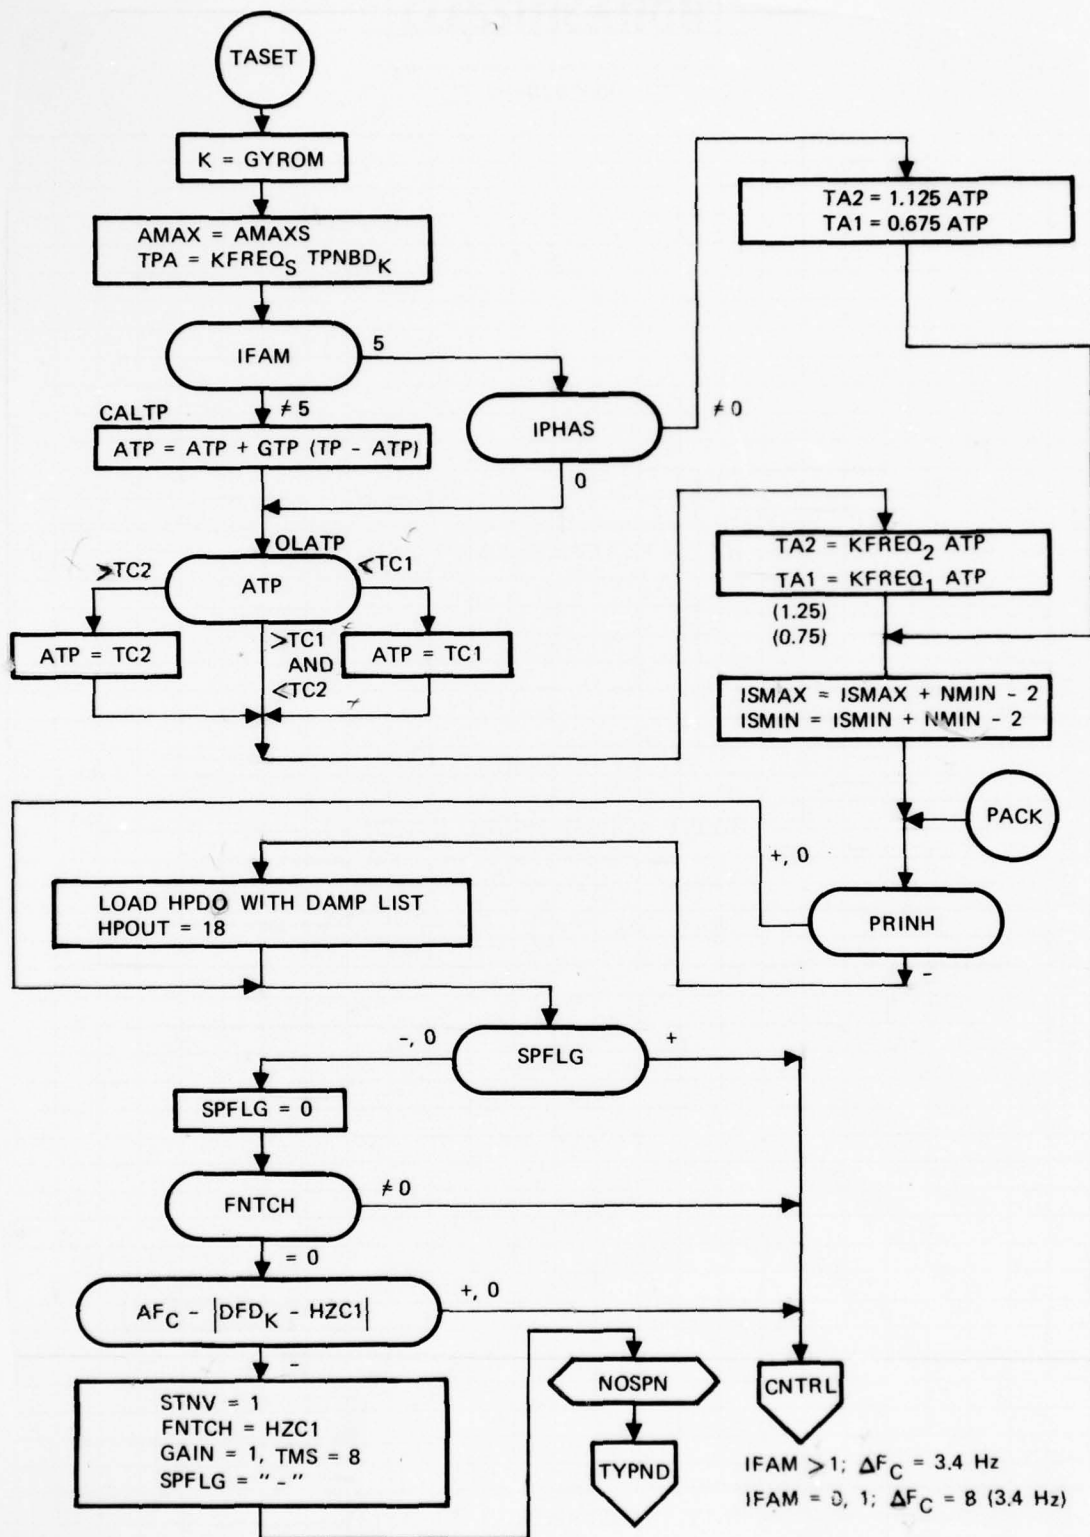 TASET
K = GYROM
AMAX = AMAXS
TPA = KFREQS TPNBDK
IFAM
5
≠ 5
CALTP
ATP = ATP + GTP (TP - ATP)
IPHAS
≠ 0
0
TA2 = 1.125 ATP
TA1 = 0.675 ATP
OLATP
ATP
⩾TC2
⩽TC1
ATP = TC2
>TC1
AND
<TC2
ATP = TC1
TA2 = KFREQ2 ATP
TA1 = KFREQ1 ATP
(1.25)
(0.75)
ISMAX = ISMAX + NMIN - 2
ISMIN = ISMIN + NMIN - 2
PACK
+, 0
PRINH
-
LOAD HPDO WITH DAMP LIST
HPOUT = 18
SPFLG
-, 0
+
SPFLG = 0
FNTCH
≠ 0
= 0
AFC - |DFDK - HZC1|
+, 0
-
STNV = 1
FNTCH = HZC1
GAIN = 1, TMS = 8
SPFLG = " - "
NOSPN
TYPND
CNTRL
IFAM > 1; ΔFC = 3.4 Hz
IFAM = 0, 1; ΔFC = 8 (3.4 Hz)